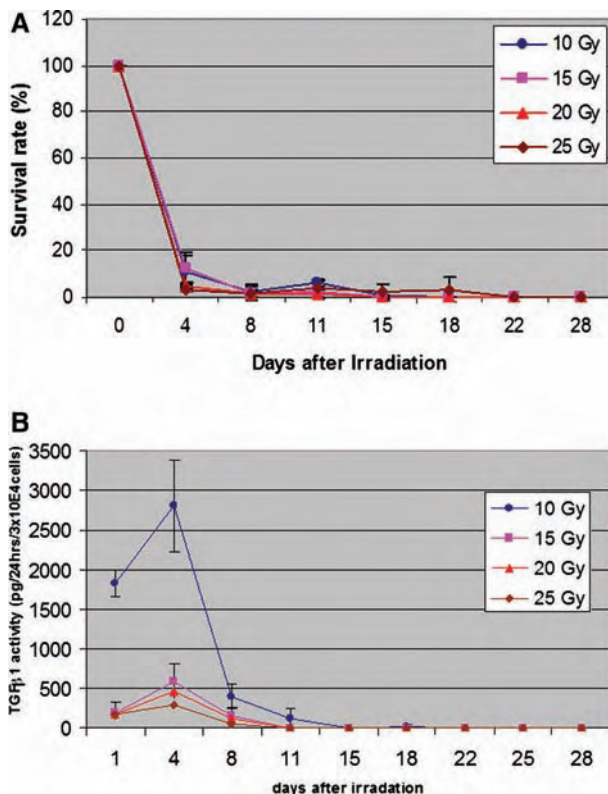 A
120
100
80
60
40
20
0
Survival rate (%)
10 Gy
15 Gy
20 Gy
25 Gy
0 4 8 11 15 18 22 28
Days after Irradiation
B
3500
3000
2500
2000
1500
1000
500
0
TGFβ1 activity (pg/24hrs/3x10E4cells)
10 Gy
15 Gy
20 Gy
25 Gy
1 4 8 11 15 18 22 25 28
days after irradation